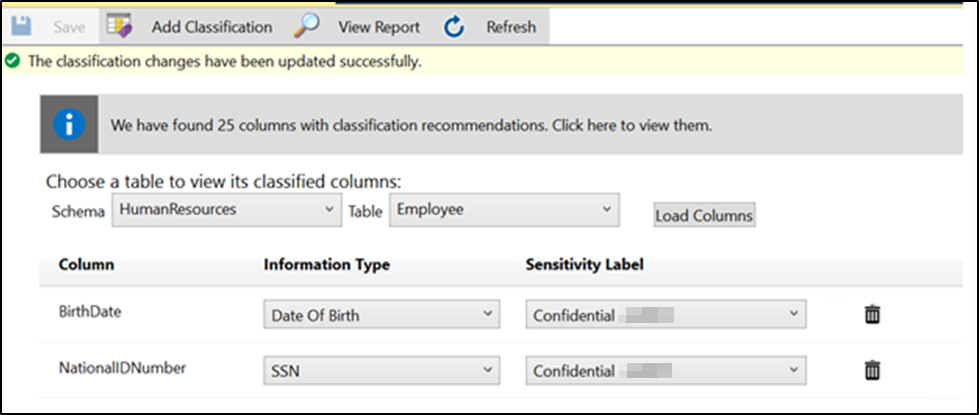 Save Add Classification View Report Refresh
The classification changes have been updated successfully.
We have found 25 columns with classification recommendations. Click here to view them.
Choose a table to view its classified columns:
Schema HumanResources Table Employee Load Columns
Column Information Type Sensitivity Label
BirthDate Date Of Birth Confidential
NationalIDNumber SSN Confidential